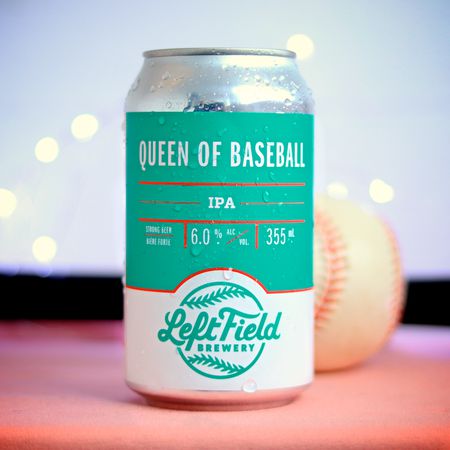 QUEEN OF BASEBALL
IPA
STRONG BEER
BIÈRE FORTE
6.0 % ALC. VOL.
355 mL
Left Field
BREWERY